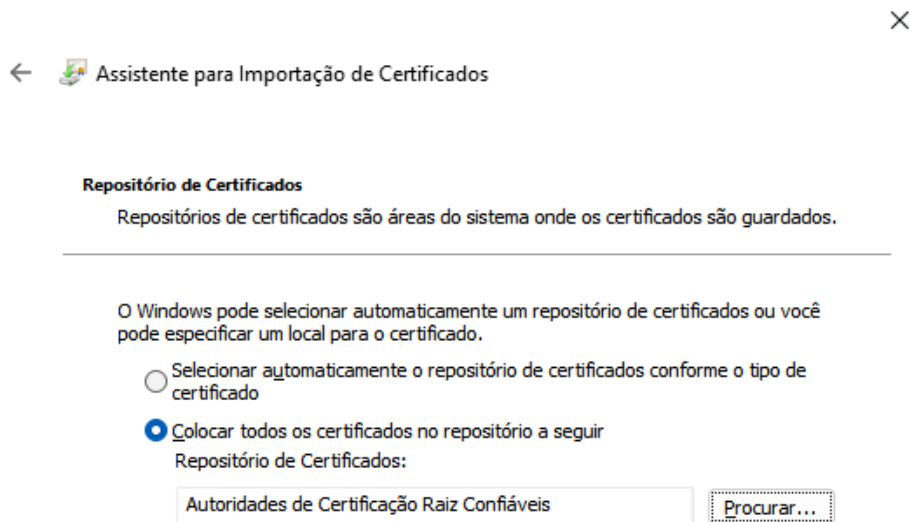 Assistente para Importação de Certificados
Repositório de Certificados
Repositórios de certificados são áreas do sistema onde os certificados são guardados.
O Windows pode selecionar automaticamente um repositório de certificados ou você
pode especificar um local para o certificado.
Selecionar automaticamente o repositório de certificados conforme o tipo de
certificado
Colocar todos os certificados no repositório a seguir
Repositório de Certificados:
Autoridades de Certificação Raiz Confiáveis
Procurar...